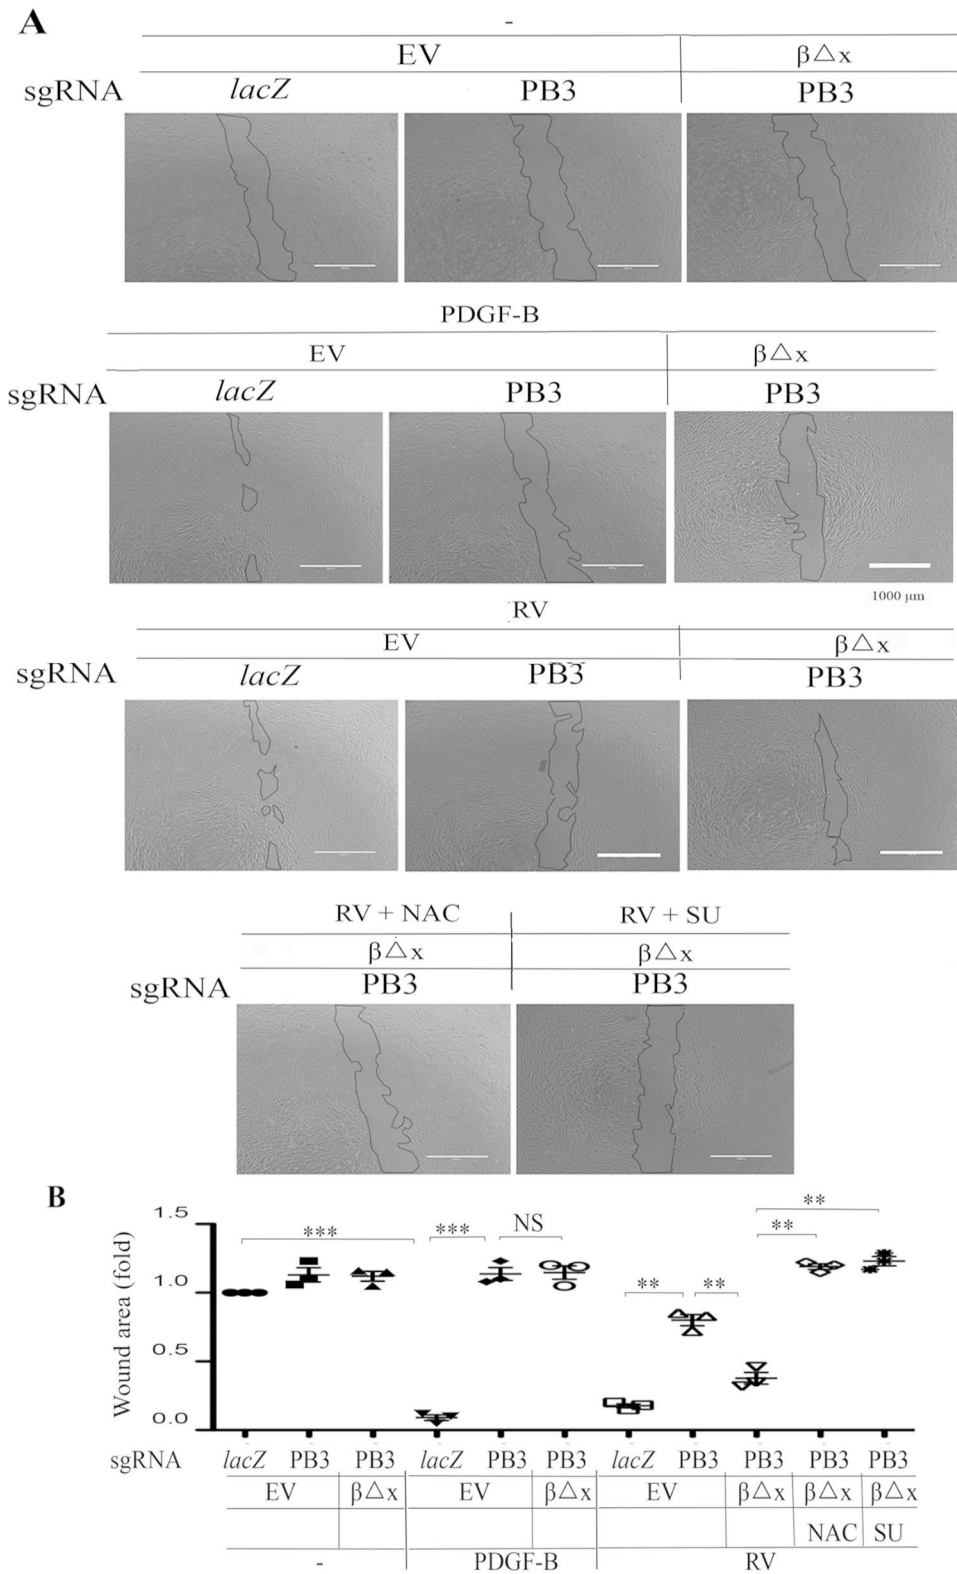 A
-
EV β△x
sgRNA lacZ PB3 PB3
PDGF-B
EV β△x
sgRNA lacZ PB3 PB3
1000 μm
RV
EV β△x
sgRNA lacZ PB3 PB3
RV + NAC RV + SU
β△x β△x
sgRNA PB3 PB3
B
Wound area (fold)
1.5
1.0
0.5
0.0
*** *** NS ** ** ** **
sgRNA lacZ PB3 PB3 lacZ PB3 PB3 lacZ PB3 PB3 PB3 PB3
EV β△x EV β△x EV β△x β△x β△x
NAC SU
- PDGF-B RV